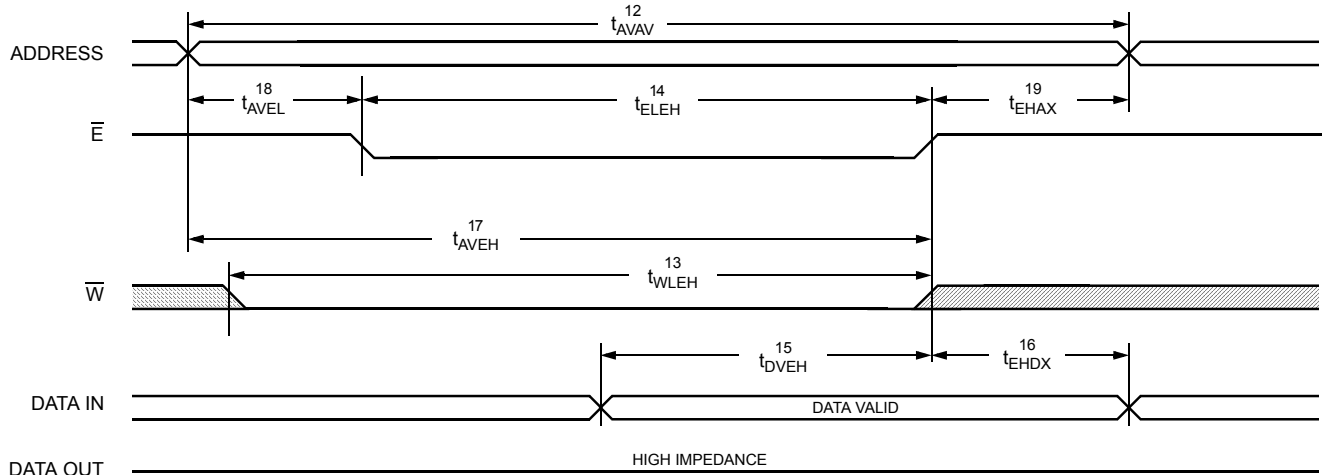 12
tAVAV
ADDRESS
18
tAVEL
14
tELEH
19
tEHAX
E̅
17
tAVEH
13
tWLEH
W̅
15
tDVEH
16
tEHDX
DATA IN
DATA VALID
DATA OUT
HIGH IMPEDANCE